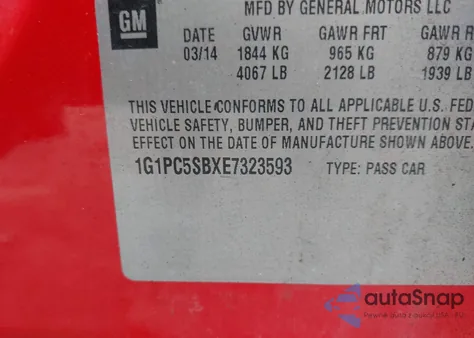 MFD BY GENERAL MOTORS LLC
GM
GVWR GAWR FRT GAWR R
03/14 1844 KG 965 KG 879 KG
4067 LB 2128 LB 1939 LB
THIS VEHICLE CONFORMS TO ALL APPLICABLE U.S. FED
VEHICLE SAFETY, BUMPER, AND THEFT PREVENTION STA
EFFECT ON THE DATE OF MANUFACTURE SHOWN ABOVE.
1G1PC5SBXE7323593 TYPE: PASS CAR
autoSnap